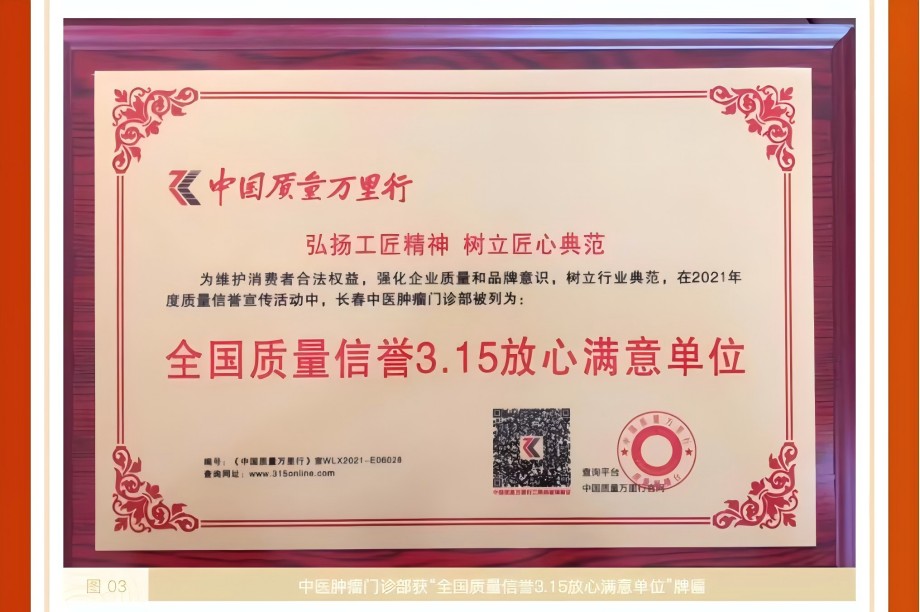 中国质量万里行
弘扬工匠精神 树立匠心典范
为维护消费者合法权益，强化企业质量和品牌意识，树立行业典范，在2021年
度质量信誉宣传活动中，长春中医肿瘤门诊部被列为：
全国质量信誉3.15放心满意单位
编号：《中国质量万里行》宣WLX2021-E06028
查询网址：www.315online.com
查询平台
中国质量万里行官网
中国质量万里行
图 03
中医肿瘤门诊部获“全国质量信誉3.15放心满意单位”牌匾